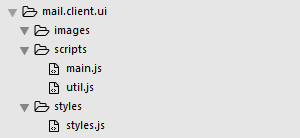 mail.client.ui
images
scripts
main.js
util.js
styles
styles.js